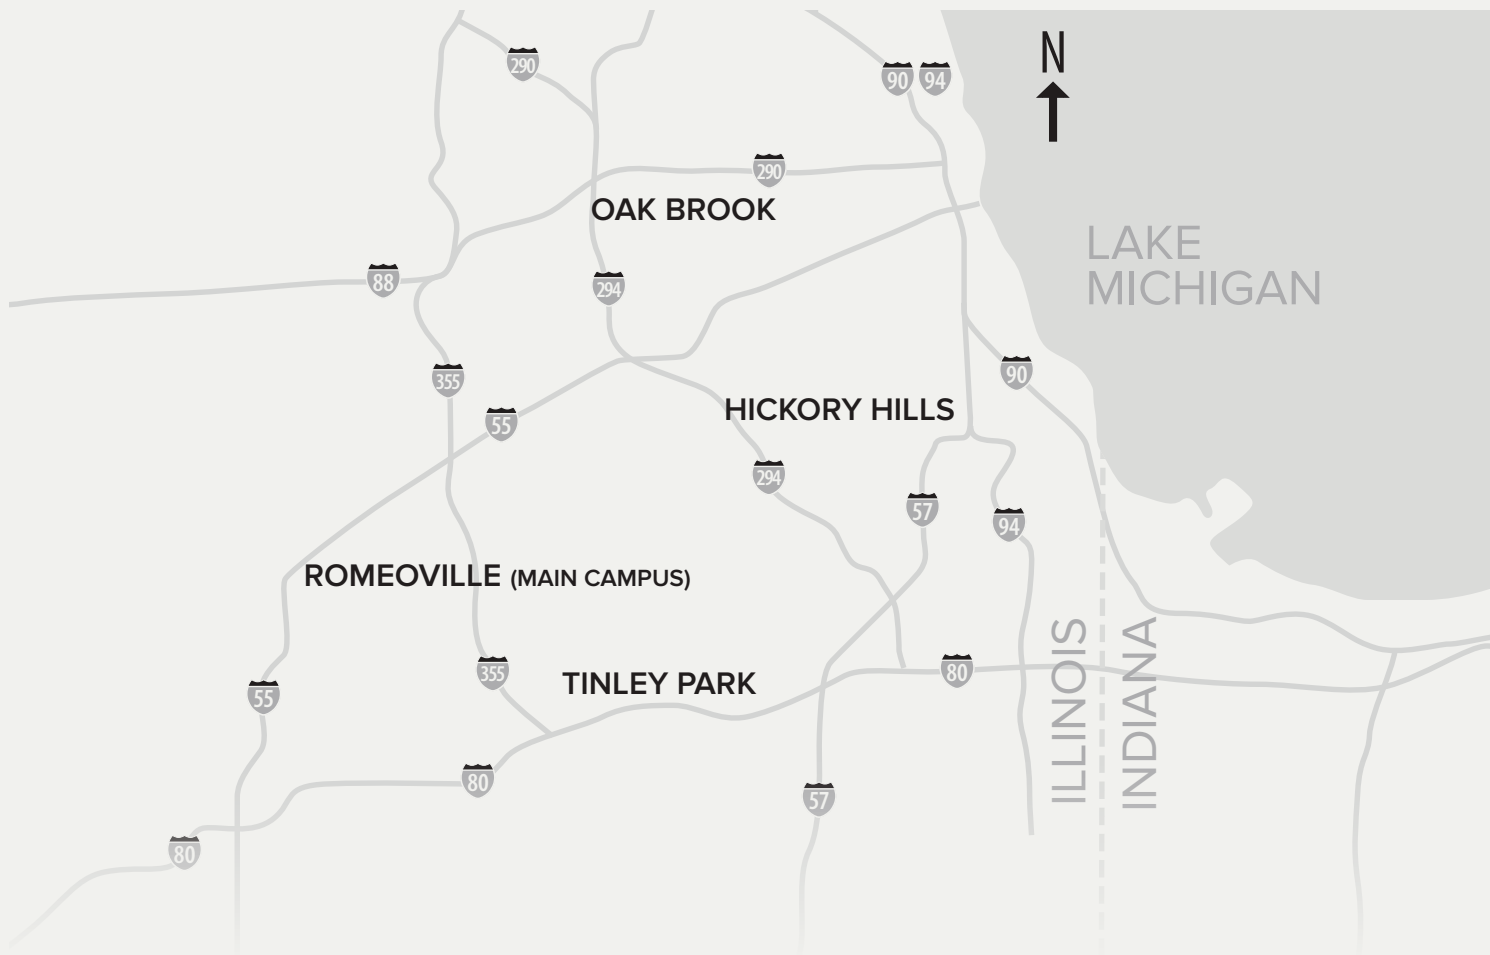 N
290
90
94
290
OAK BROOK
LAKE
MICHIGAN
88
294
355
90
HICKORY HILLS
55
294
57
94
ROMEOVILLE (MAIN CAMPUS)
ILLINOIS
INDIANA
355
80
TINLEY PARK
55
80
57
80